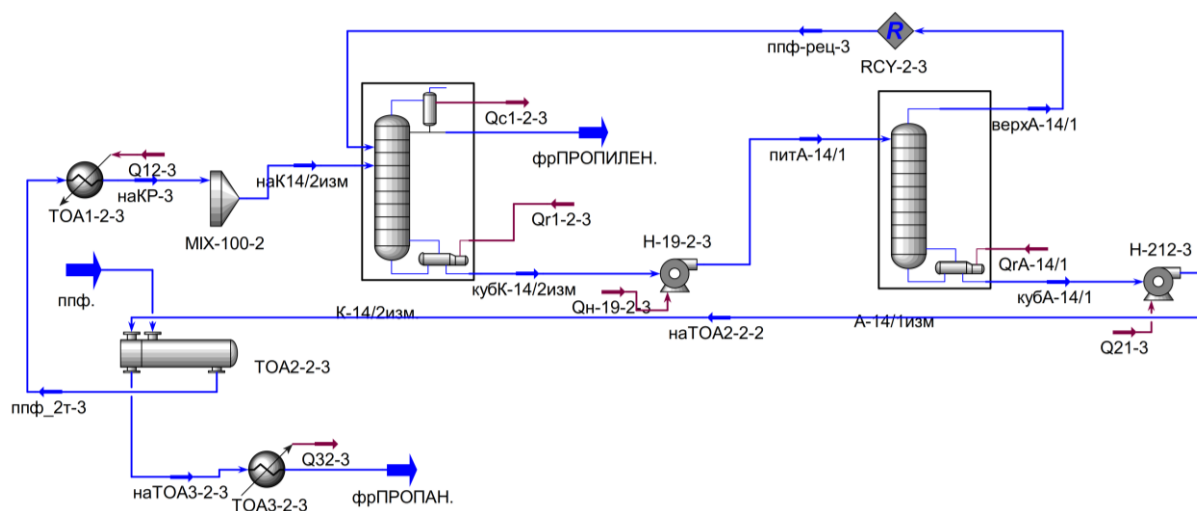 ппф-рец-3
R
RCY-2-3
Qc1-2-3
верхА-14/1
фрПРОПИЛЕН.
питА-14/1
Q12-3
наКР-3
наК14/2изм
ТОА1-2-3
MIX-100-2
Qr1-2-3
Н-19-2-3
QrА-14/1
Н-212-3
ппф.
кубК-14/2изм
кубА-14/1
Qн-19-2-3
К-14/2изм
наТОА2-2-2
А-14/1изм
Q21-3
ТОА2-2-3
ппф_2т-3
Q32-3
наТОА3-2-3
ТОА3-2-3
фрПРОПАН.